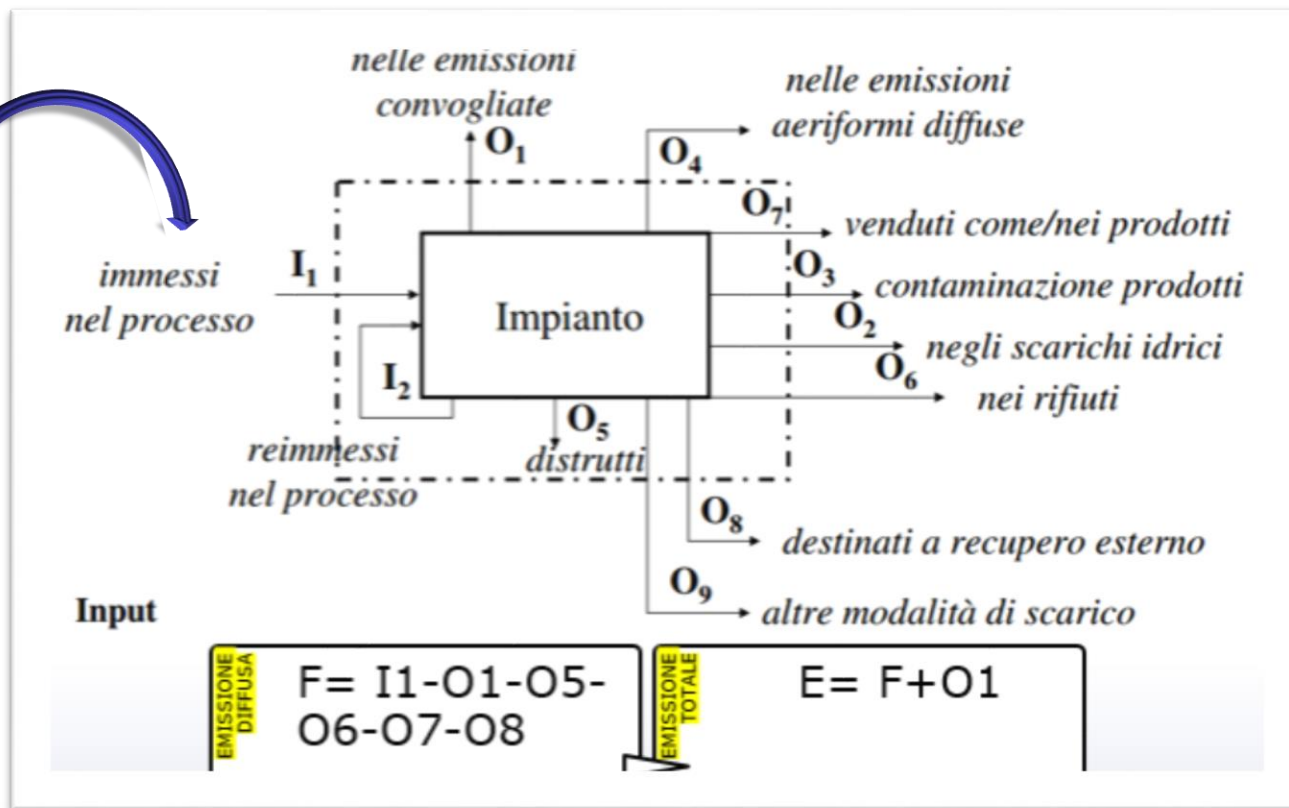 nelle emissioni
convogliate
O1
nelle emissioni
aeriformi diffuse
O4
O7
venduti come/nei prodotti
immessi
nel processo
I1
O3
contaminazione prodotti
Impianto
O2
negli scarichi idrici
O6
nei rifiuti
I2
O5
distrutti
reimmessi
nel processo
O8
destinati a recupero esterno
O9
altre modalità di scarico
Input
EMISSIONE
DIFFUSA
F= I1-O1-O5-
O6-O7-O8
EMISSIONE
TOTALE
E= F+O1